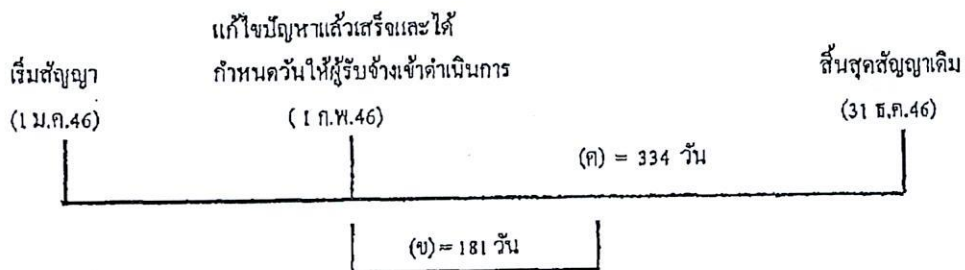 แก้ไขปัญหาแล้วเสร็จและได้
เริ่มสัญญา กำหนดวันให้ผู้รับจ้างเข้าดำเนินการ สิ้นสุดสัญญาเดิม
(1 ม.ค.46) (1 ก.พ.46) (31 ธ.ค.46)
(ค) = 334 วัน
(ข) = 181 วัน